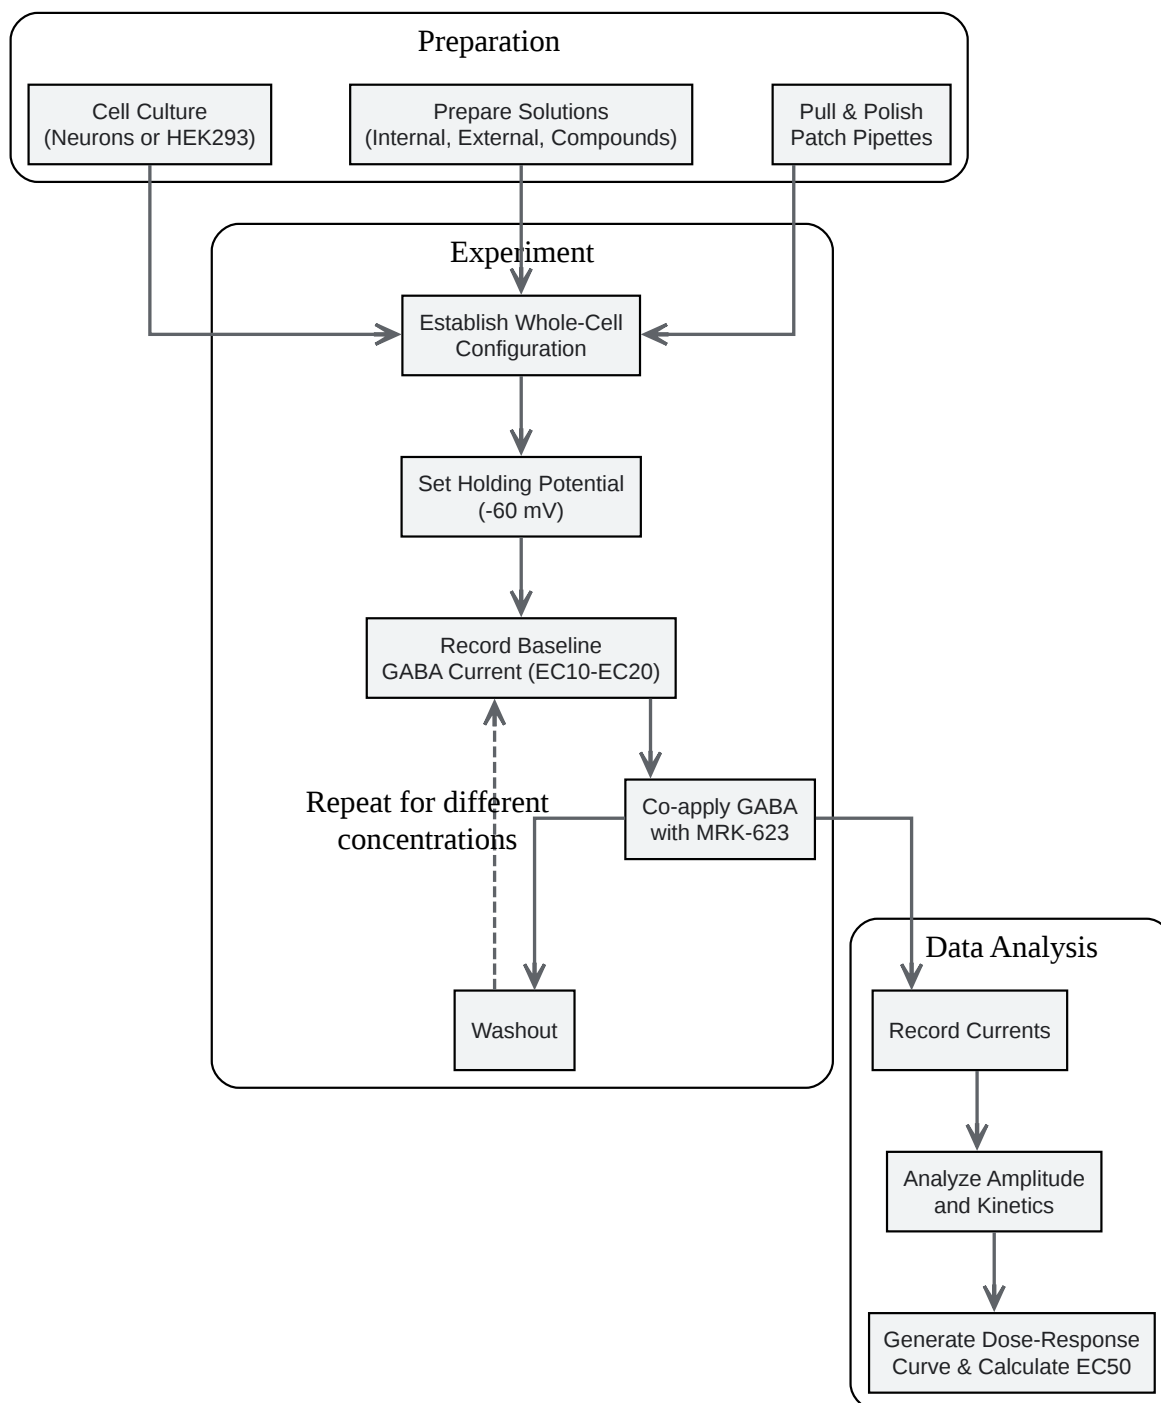 Preparation
Cell Culture
(Neurons or HEK293)
Prepare Solutions
(Internal, External, Compounds)
Pull & Polish
Patch Pipettes
Experiment
Establish Whole-Cell
Configuration
Set Holding Potential
(-60 mV)
Record Baseline
GABA Current (EC10-EC20)
Repeat for different
concentrations
Co-apply GABA
with MRK-623
Washout
Data Analysis
Record Currents
Analyze Amplitude
and Kinetics
Generate Dose-Response
Curve & Calculate EC50